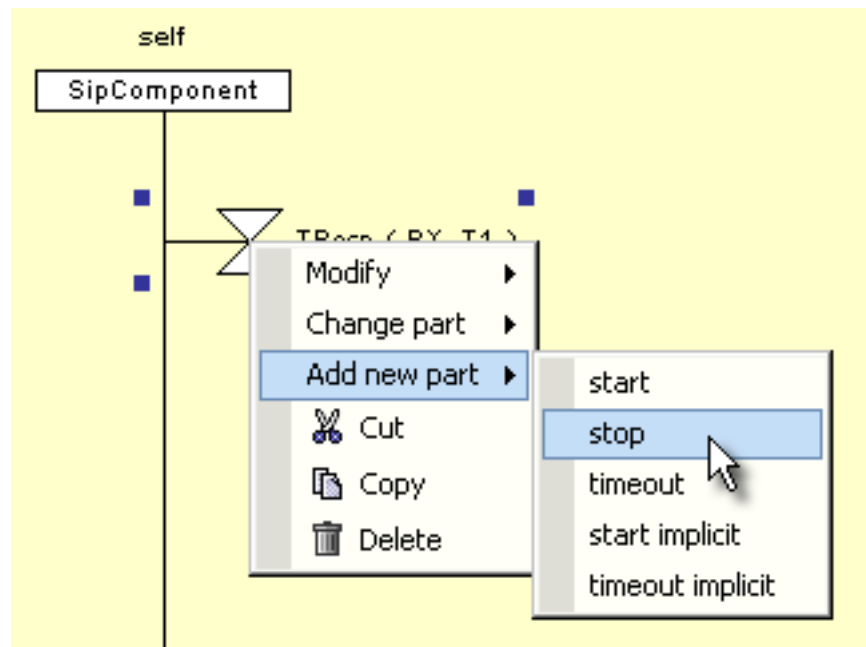 self
SipComponent
Modify
Change part
Add new part
Cut
Copy
Delete
start
stop
timeout
start implicit
timeout implicit